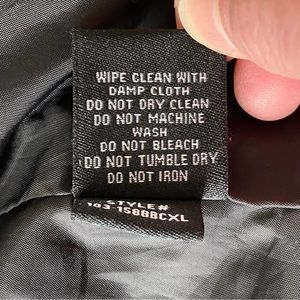 WIPE CLEAN WITH
DAMP CLOTH
DO NOT DRY CLEAN
DO NOT MACHINE
WASH
DO NOT BLEACH
DO NOT TUMBLE DRY
DO NOT IRON
STYLE#